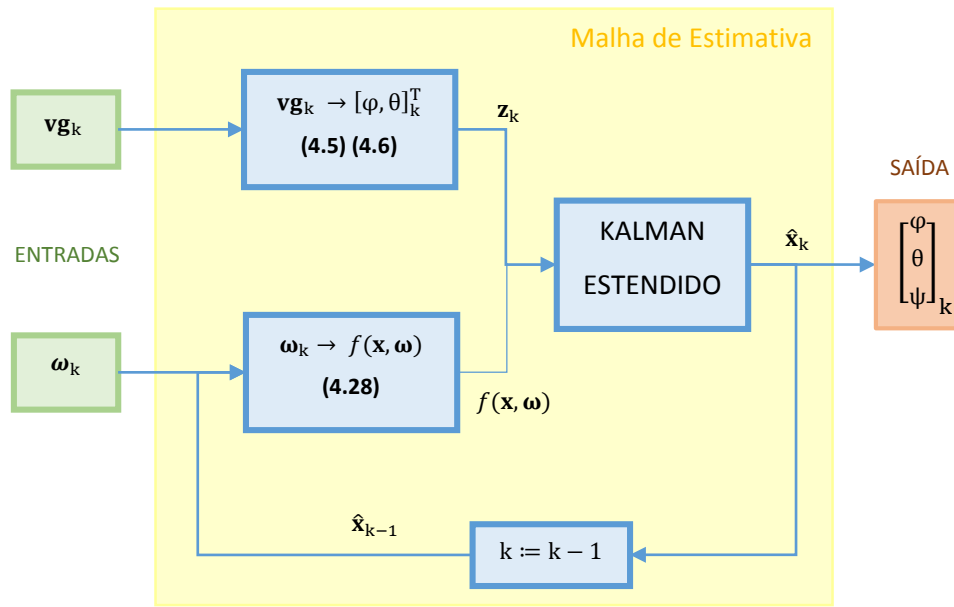 Malha de Estimativa
𝐯𝐠ₖ
𝐯𝐠ₖ → [φ, θ]ₖᵀ
(4.5) (4.6)
𝐳ₖ
SAÍDA
ENTRADAS
KALMAN
ESTENDIDO
𝐱̂ₖ
[φ
θ
ψ]ₖ
𝛚ₖ
𝛚ₖ → f(𝐱, 𝛚)
(4.28)
f(𝐱, 𝛚)
𝐱̂ₖ₋₁
k ≔ k − 1